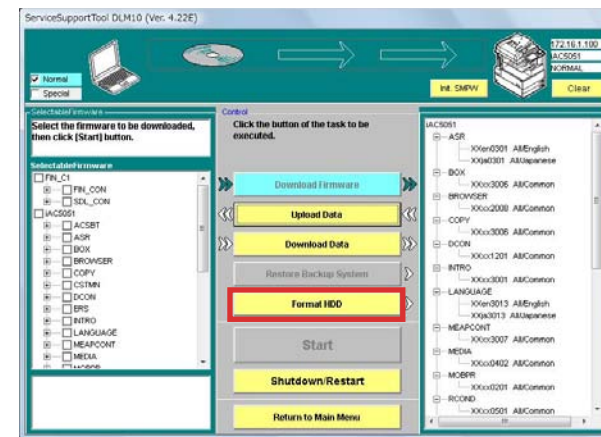 ServiceSupportTool DLM10 (Ver. 4.22E)
Normal
Special
172.16.1.100
iAC5051
NORMAL
Init. SMPW
Clear
SelectableFirmware
Select the firmware to be downloaded,
then click [Start] button.
SelectableFirmware
FIN_C1
FIN_CON
SDL_CON
iAC5051
ACSBT
ASR
BOX
BROWSER
COPY
CSTMN
DCON
ERS
INTRO
LANGUAGE
MEAPCONT
MEDIA
MOBPR
Control
Click the button of the task to be
executed.
Download Firmware
Upload Data
Download Data
Restore Backup System
Format HDD
Start
Shutdown/Restart
Return to Main Menu
iAC5051
ASR
XXen0301 All/English
XXja0301 All/Japanese
BOX
XXxx3006 All/Common
BROWSER
XXxx2008 All/Common
COPY
XXxx3006 All/Common
DCON
XXxx1201 All/Common
INTRO
XXxx3001 All/Common
LANGUAGE
XXen3013 All/English
XXja3013 All/Japanese
MEAPCONT
XXxx3007 All/Common
MEDIA
XXxx0402 All/Common
MOBPR
XXxx0201 All/Common
RCOND
XXxx0501 All/Common